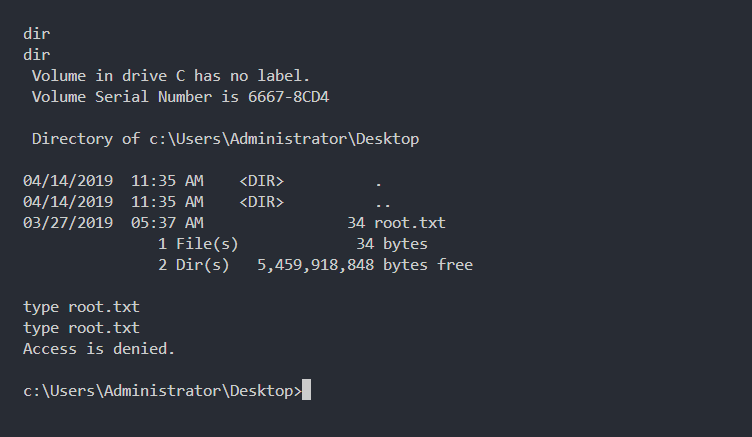 dir
dir
 Volume in drive C has no label.
 Volume Serial Number is 6667-8CD4
 Directory of c:\Users\Administrator\Desktop
04/14/2019  11:35 AM    <DIR>          .
04/14/2019  11:35 AM    <DIR>          ..
03/27/2019  05:37 AM                34 root.txt
               1 File(s)             34 bytes
               2 Dir(s)   5,459,918,848 bytes free
type root.txt
type root.txt
Access is denied.
c:\Users\Administrator\Desktop>